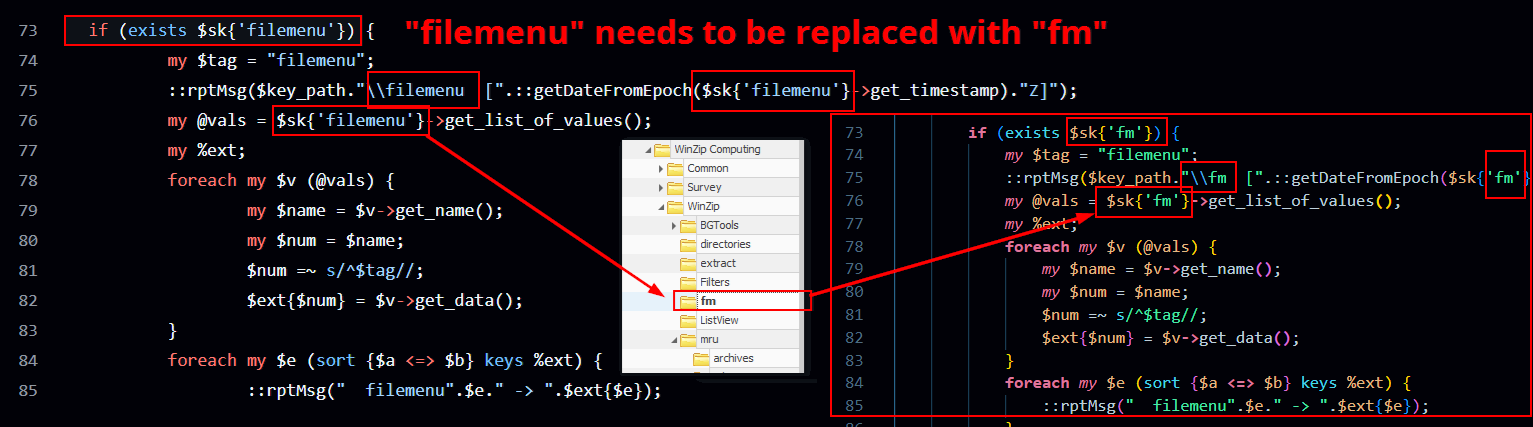 "filemenu" needs to be replaced with "fm"
73 if (exists $sk{'filemenu'}) {
74 my $tag = "filemenu";
75 ::rptMsg($key_path."\\filemenu [".::getDateFromEpoch($sk{'filemenu'}->get_timestamp)."Z]");
76 my @vals = $sk{'filemenu'}->get_list_of_values();
77 my %ext;
78 foreach my $v (@vals) {
79 my $name = $v->get_name();
80 my $num = $name;
81 $num =~ s/^$tag//;
82 $ext{$num} = $v->get_data();
83 }
84 foreach my $e (sort {$a <=> $b} keys %ext) {
85 ::rptMsg("  filemenu".$e." -> ".$ext{$e});
WinZip Computing
Common
Survey
WinZip
BGTools
directories
extract
Filters
fm
ListView
mru
archives
73 if (exists $sk{'fm'}) {
74 my $tag = "filemenu";
75 ::rptMsg($key_path."\\fm [".::getDateFromEpoch($sk{'fm'}
76 my @vals = $sk{'fm'}->get_list_of_values();
77 my %ext;
78 foreach my $v (@vals) {
79 my $name = $v->get_name();
80 my $num = $name;
81 $num =~ s/^$tag//;
82 $ext{$num} = $v->get_data();
83 }
84 foreach my $e (sort {$a <=> $b} keys %ext) {
85 ::rptMsg("  filemenu".$e." -> ".$ext{$e});